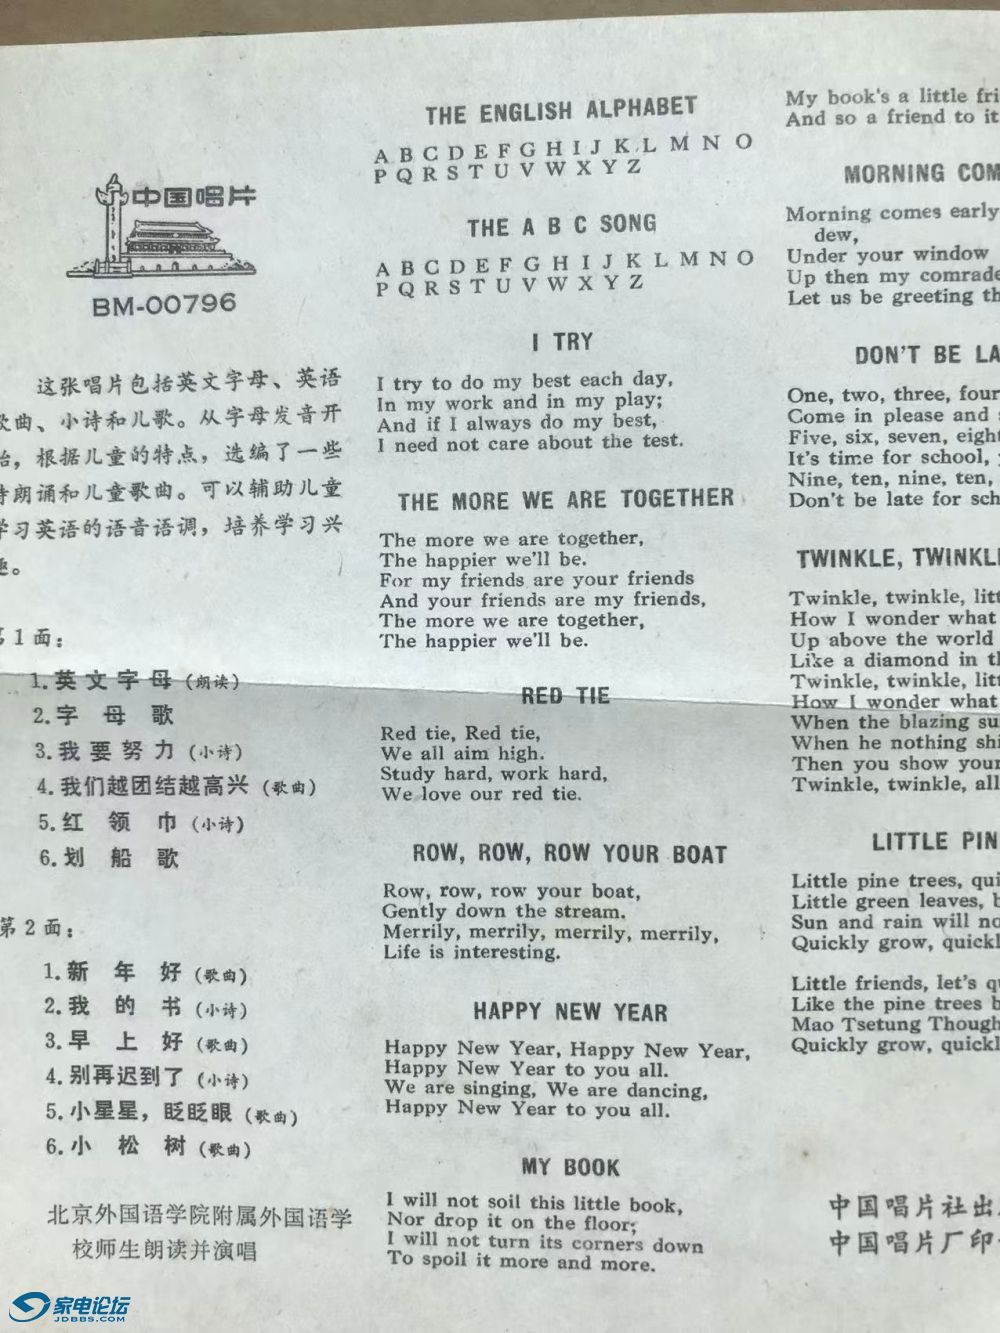 中国唱片
BM-00796
这张唱片包括英文字母、英语
歌曲、小诗和儿歌。从字母发音开
始，根据儿童的特点，选编了一些
诗朗诵和儿童歌曲。可以辅助儿童
学习英语的语音语调，培养学习兴
趣。
第1面：
1.英文字母(朗读)
2.字 母 歌
3.我要努力(小诗)
4.我们越团结越高兴(歌曲)
5.红 领 巾(小诗)
6.划 船 歌
第2面：
1.新 年 好(歌曲)
2.我 的 书(小诗)
3.早 上 好(歌曲)
4.别再迟到了(小诗)
5.小星星，眨眨眼(歌曲)
6.小 松 树(歌曲)
北京外国语学院附属外国语学
校师生朗读并演唱
THE ENGLISH ALPHABET
A B C D E F G H I J K L M N O
P Q R S T U V W X Y Z
THE A B C SONG
A B C D E F G H I J K L M N O
P Q R S T U V W X Y Z
I TRY
I try to do my best each day,
In my work and in my play;
And if I always do my best,
I need not care about the test.
THE MORE WE ARE TOGETHER
The more we are together,
The happier we'll be.
For my friends are your friends
And your friends are my friends,
The more we are together,
The happier we'll be.
RED TIE
Red tie, Red tie,
We all aim high.
Study hard, work hard,
We love our red tie.
ROW, ROW, ROW YOUR BOAT
Row, row, row your boat,
Gently down the stream.
Merrily, merrily, merrily, merrily,
Life is interesting.
HAPPY NEW YEAR
Happy New Year, Happy New Year,
Happy New Year to you all.
We are singing, We are dancing,
Happy New Year to you all.
MY BOOK
I will not soil this little book,
Nor drop it on the floor;
I will not turn its corners down
To spoil it more and more.
My book's a little
And so a friend to it
MORNING
Morning comes early
dew,
Under your window
Up then my
Let us be greeting
DON'T BE
One, two, three, four
Come in please and
Five, six, seven,
It's time for school,
Nine, ten, nine, ten,
Don't be late for
TWINKLE,
Twinkle, twinkle,
How I wonder what
Up above the world
Like a diamond in
Twinkle, twinkle,
How I wonder what
When the blazing
When he nothing
Then you show your
Twinkle, twinkle, all
LITTLE
Little pine trees,
Little green leaves,
Sun and rain will
Quickly grow,
Little friends, let's
Like the pine trees
Mao Tsetung
Quickly grow,
中国唱片社出
中国唱片厂印
家电论坛
JDBBS.COM